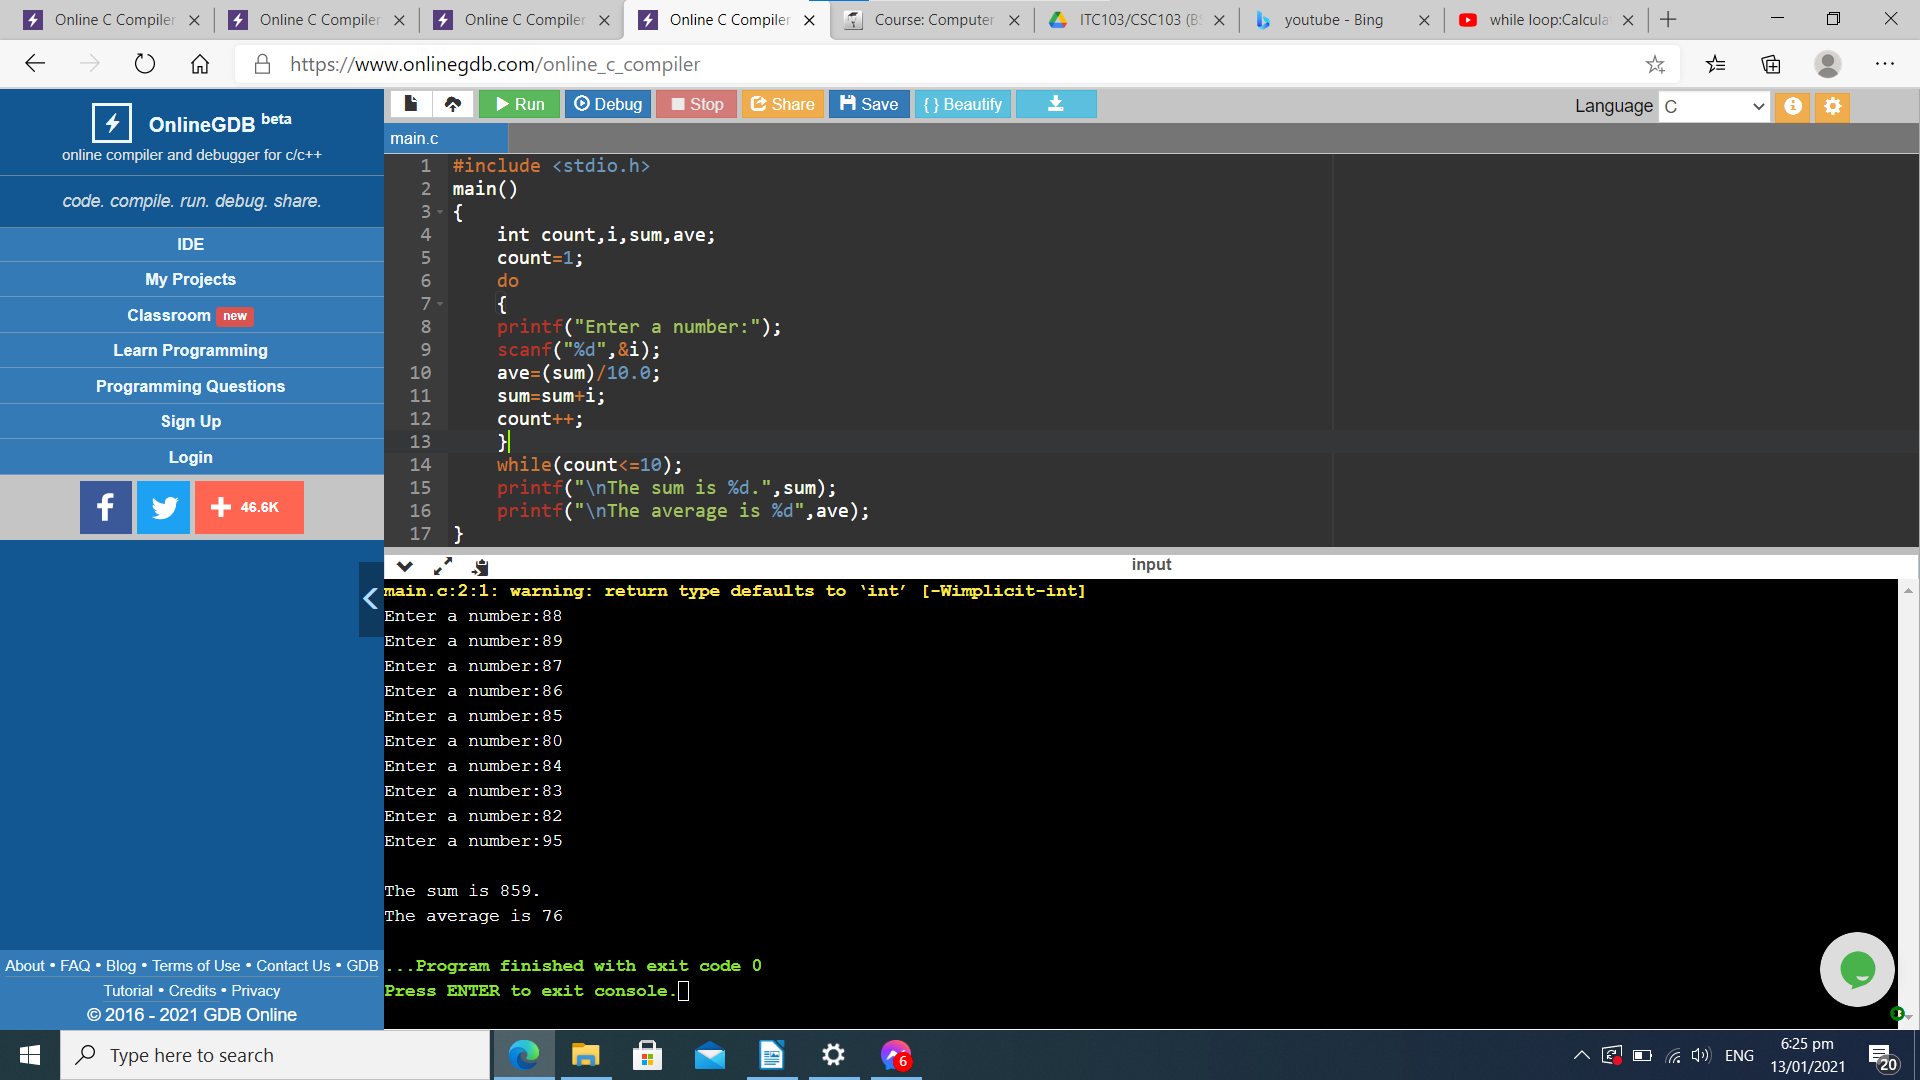 Online C Compiler
Online C Compiler
Online C Compiler
Online C Compiler
Course: Computer
ITC103/CSC103 (BS
youtube - Bing
while loop:Calcula
https://www.onlinegdb.com/online_c_compiler
OnlineGDB beta
online compiler and debugger for c/c++
code. compile. run. debug. share.
IDE
My Projects
Classroom new
Learn Programming
Programming Questions
Sign Up
Login
f
+ 46.6K
About • FAQ • Blog • Terms of Use • Contact Us • GDB
Tutorial • Credits • Privacy
© 2016 - 2021 GDB Online
Run
Debug
Stop
Share
Save
{ } Beautify
Language C
main.c
1 #include <stdio.h>
2 main()
3 {
4 int count,i,sum,ave;
5 count=1;
6 do
7 {
8 printf("Enter a number:");
9 scanf("%d",&i);
10 ave=(sum)/10.0;
11 sum=sum+i;
12 count++;
13 }
14 while(count<=10);
15 printf("\nThe sum is %d.",sum);
16 printf("\nThe average is %d",ave);
17 }
input
main.c:2:1: warning: return type defaults to ‘int’ [-Wimplicit-int]
Enter a number:88
Enter a number:89
Enter a number:87
Enter a number:86
Enter a number:85
Enter a number:80
Enter a number:84
Enter a number:83
Enter a number:82
Enter a number:95
The sum is 859.
The average is 76
...Program finished with exit code 0
Press ENTER to exit console.
Type here to search
6
ENG
6:25 pm
13/01/2021
20